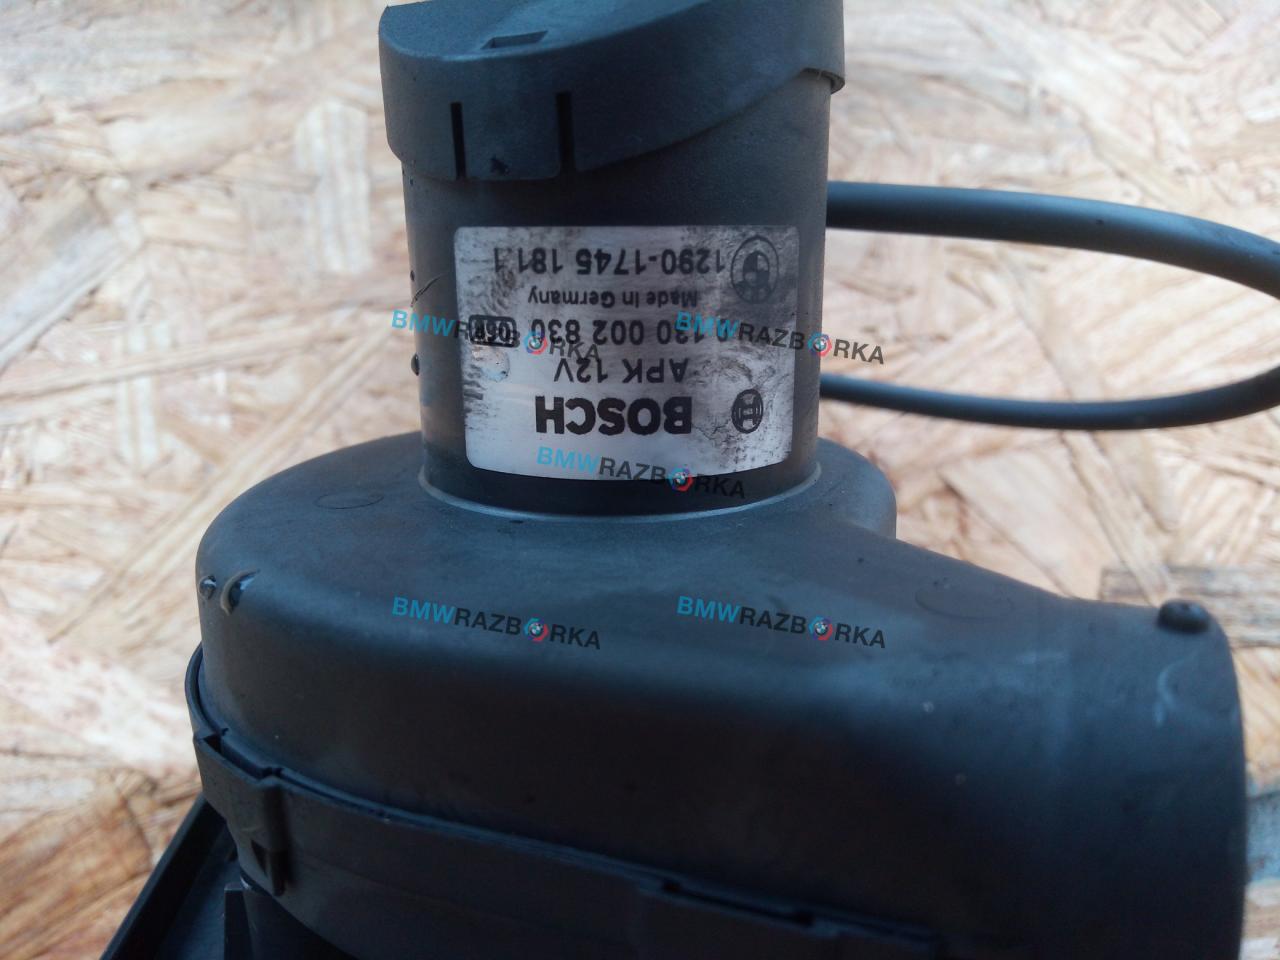 BOSCH
APK 12V
0 130 002 830
Made in Germany
1290-1745 181.1
BMWRAZBORKA
BMWRAZBORKA
BMWRAZBORKA
BMWRAZBORKA
BMWRAZBORKA